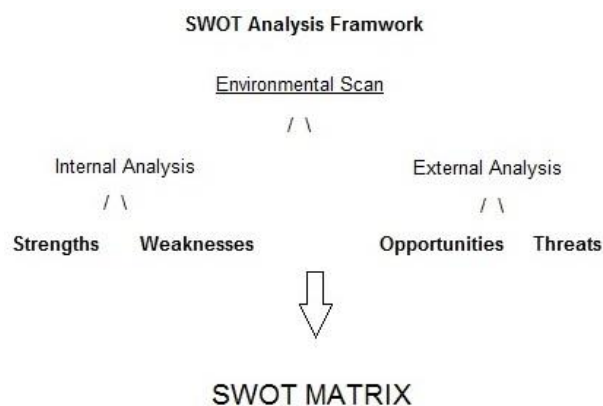 SWOT Analysis Framwork
Environmental Scan
/ \
Internal Analysis External Analysis
/ \ / \
Strengths Weaknesses Opportunities Threats
SWOT MATRIX